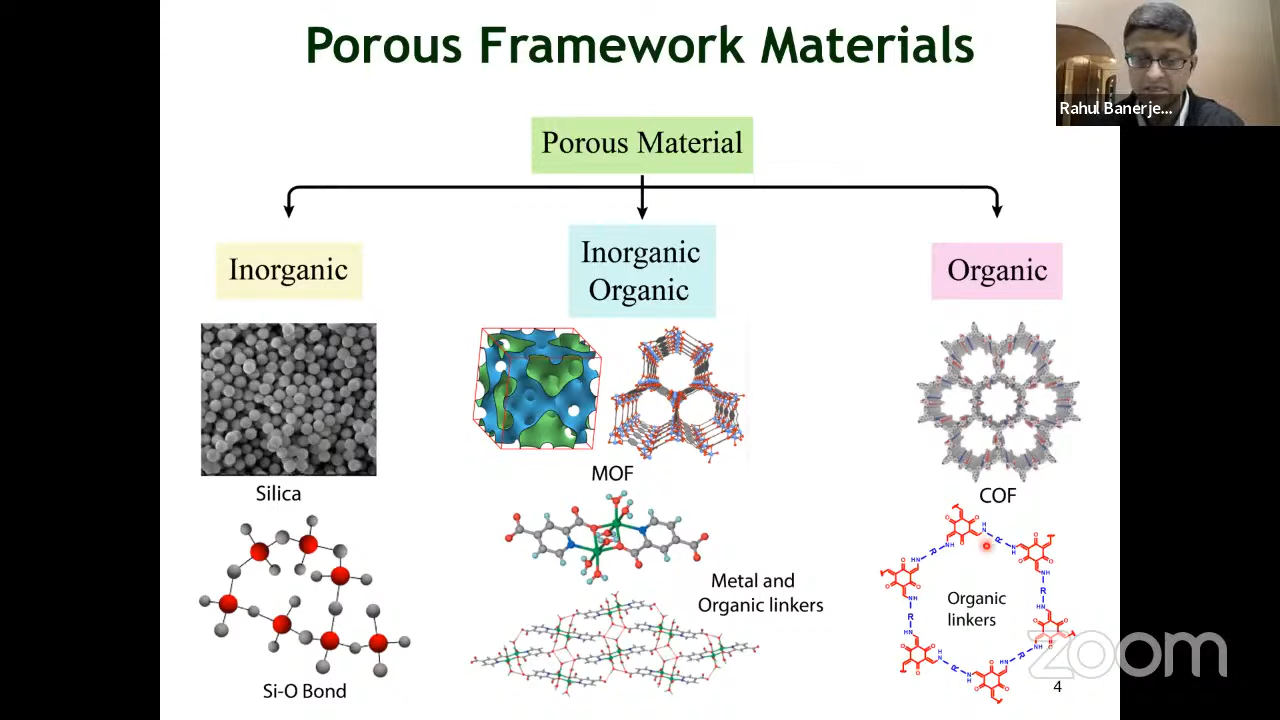 Porous Framework Materials
Rahul Banerje...
Porous Material
Inorganic
Inorganic
Organic
Organic
Silica
MOF
COF
Si-O Bond
Metal and
Organic linkers
Organic
linkers
zoom
4